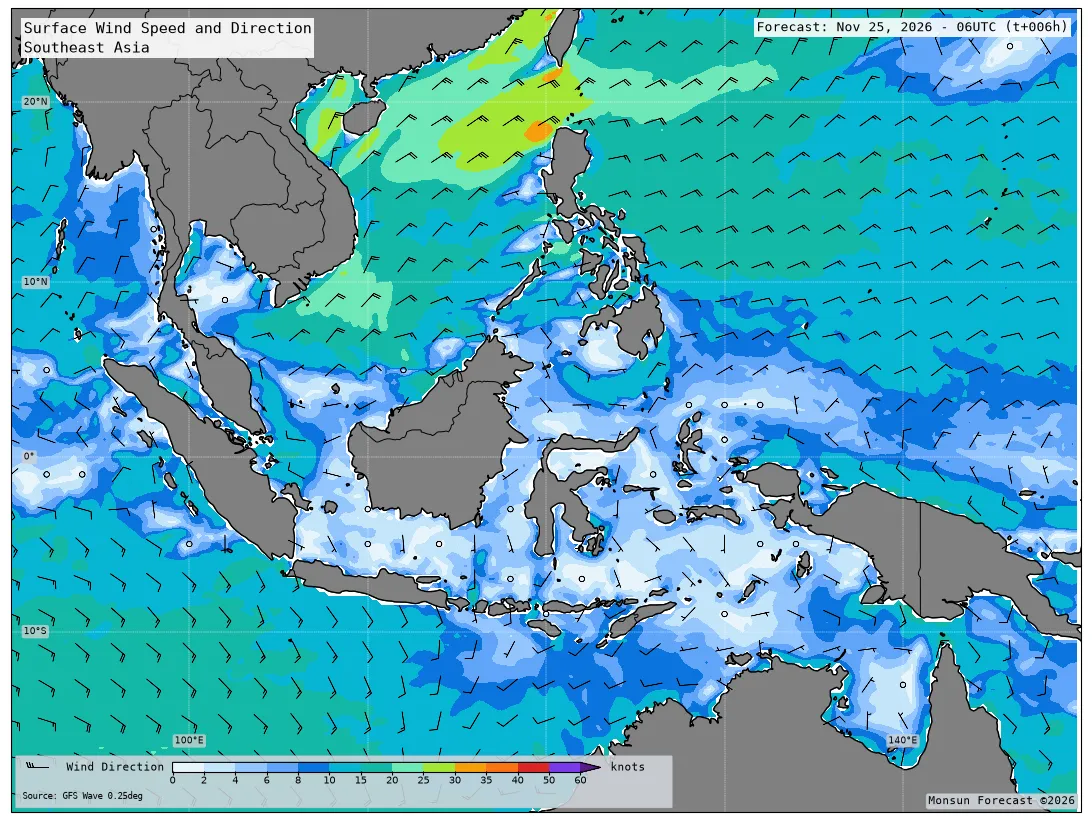 Surface Wind Speed and Direction
Southeast Asia
Forecast: Nov 25, 2026 - 06UTC (t+006h)
20°N
10°N
0°
10°S
100°E
140°E
Wind Direction
knots
0 2 4 6 8 10 15 20 25 30 35 40 50 60
Source: GFS Wave 0.25deg
Monsun Forecast ©2026